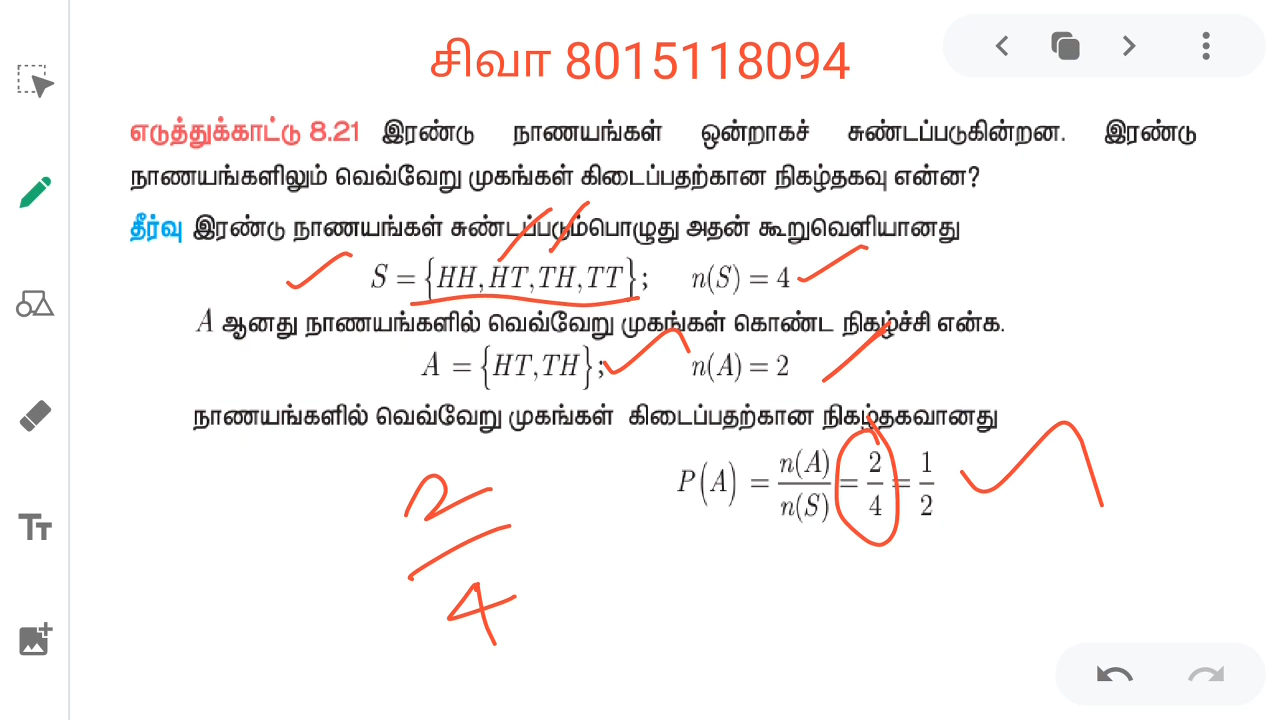 சிவா 8015118094
எடுத்துக்காட்டு 8.21 இரண்டு நாணயங்கள் ஒன்றாகச் சுண்டப்படுகின்றன. இரண்டு
நாணயங்களிலும் வெவ்வேறு முகங்கள் கிடைப்பதற்கான நிகழ்தகவு என்ன?
தீர்வு இரண்டு நாணயங்கள் சுண்டப்படும்பொழுது அதன் கூறுவெளியானது
S = {HH, HT, TH, TT}; n(S) = 4
A ஆனது நாணயங்களில் வெவ்வேறு முகங்கள் கொண்ட நிகழ்ச்சி என்க.
A = {HT, TH}; n(A) = 2
நாணயங்களில் வெவ்வேறு முகங்கள் கிடைப்பதற்கான நிகழ்தகவானது
P(A) = n(A)/n(S) = 2/4 = 1/2
2/4
TT